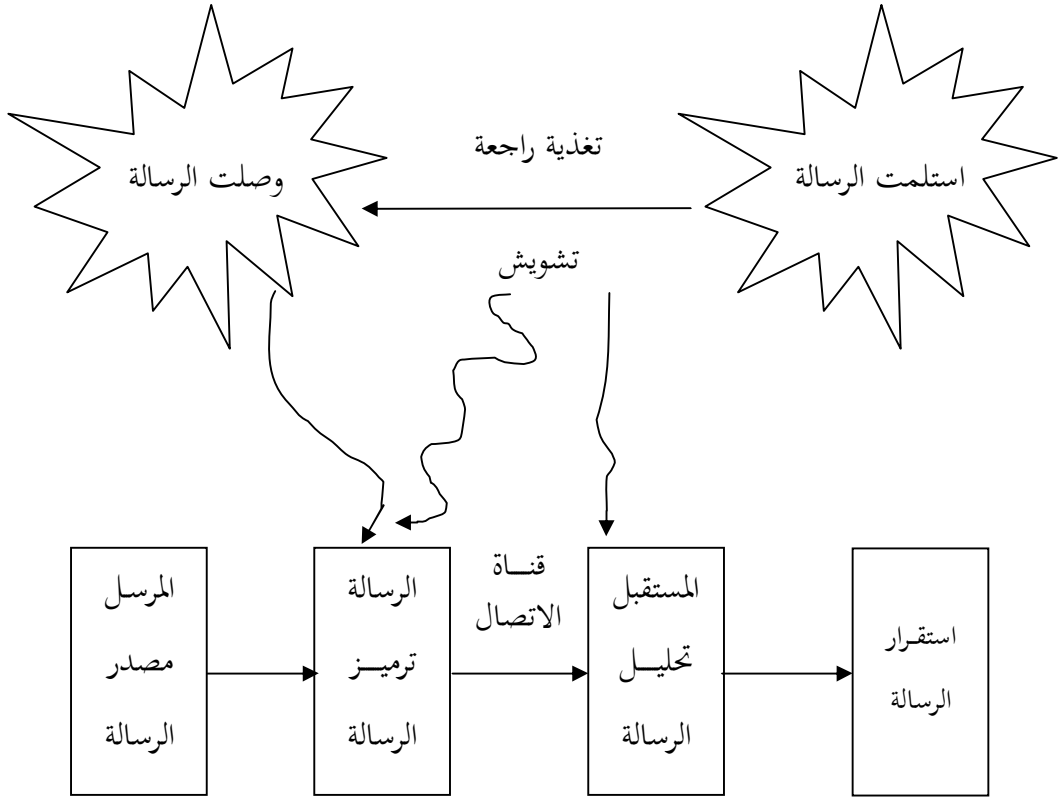 تغذية راجعة
استلمت الرسالة
وصلت الرسالة
تشويش
المرسل
مصدر
الرسالة
الرسالة
ترميز
الرسالة
قناة
الاتصال
المستقبل
تحليل
الرسالة
استقرار
الرسالة